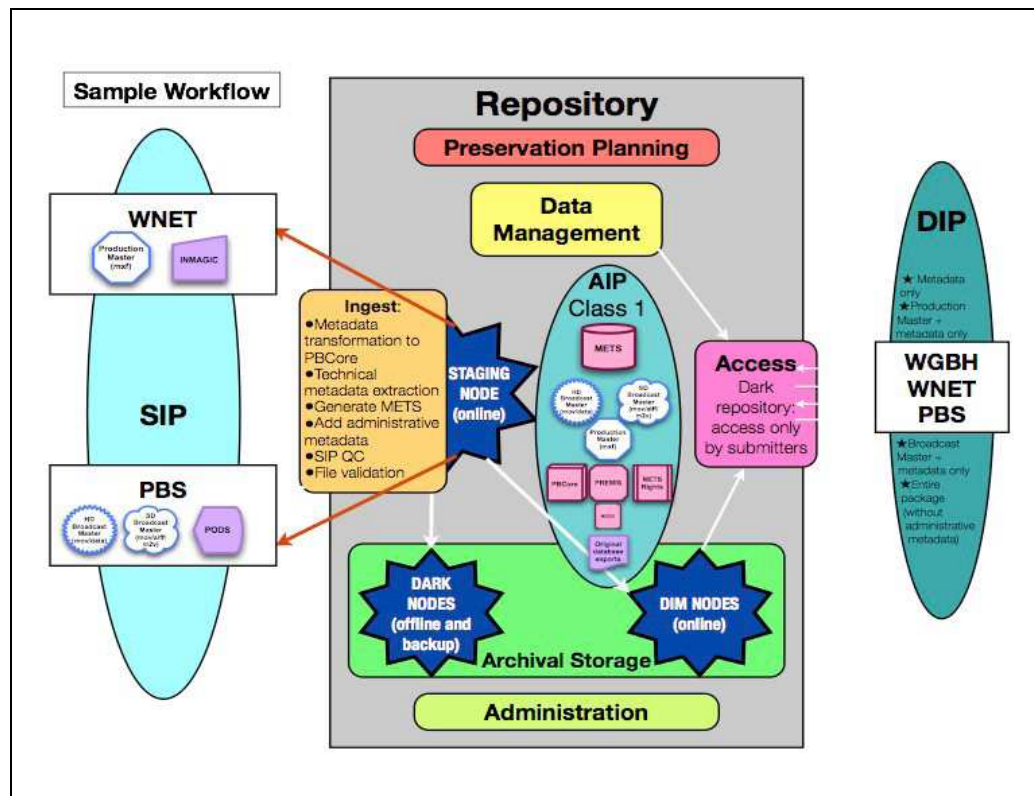 Sample Workflow
Repository
Preservation Planning
Data
Management
WNET
Production
Master
(mxf)
INMAGIC
SIP
PBS
HD
Broadcast
Master
(mov/data)
SD
Broadcast
Master
(mov/aiff/
m2v)
PODS
Ingest:
●Metadata
transformation to
PBCore
●Technical
metadata extraction
●Generate METS
●Add administrative
metadata
●SIP QC
●File validation
STAGING
NODE
(online)
AIP
Class 1
METS
HD
Broadcast
Master
(mov/data)
SD
Broadcast
Master
(mov/aiff/
m2v)
Production
Master
(mxf)
PBCore
PREMIS
METS
Rights
Original
database
exports
Access
Dark
repository:
access only
by submitters
DARK
NODES
(offline and
backup)
DIM NODES
(online)
Archival Storage
Administration
DIP
★ Metadata
only
★Production
Master +
metadata only
WGBH
WNET
PBS
★Broadcast
Master +
metadata only
★Entire
package
(without
administrative
metadata)